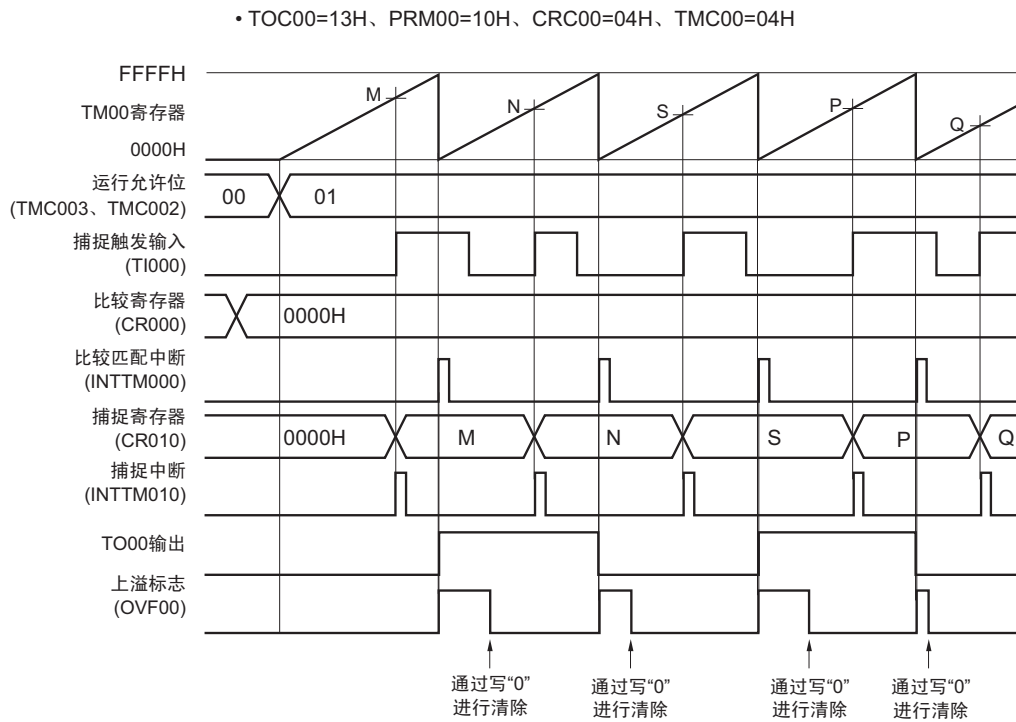 • TOC00=13H、PRM00=10H、CRC00=04H、TMC00=04H
FFFFH
TM00寄存器
0000H
M
N
S
P
Q
运行允许位
(TMC003、TMC002)
00
01
捕捉触发输入
(TI000)
比较寄存器
(CR000)
0000H
比较匹配中断
(INTTM000)
捕捉寄存器
(CR010)
0000H
M
N
S
P
Q
捕捉中断
(INTTM010)
TO00输出
上溢标志
(OVF00)
通过写“0”
进行清除
通过写“0”
进行清除
通过写“0”
进行清除
通过写“0”
进行清除